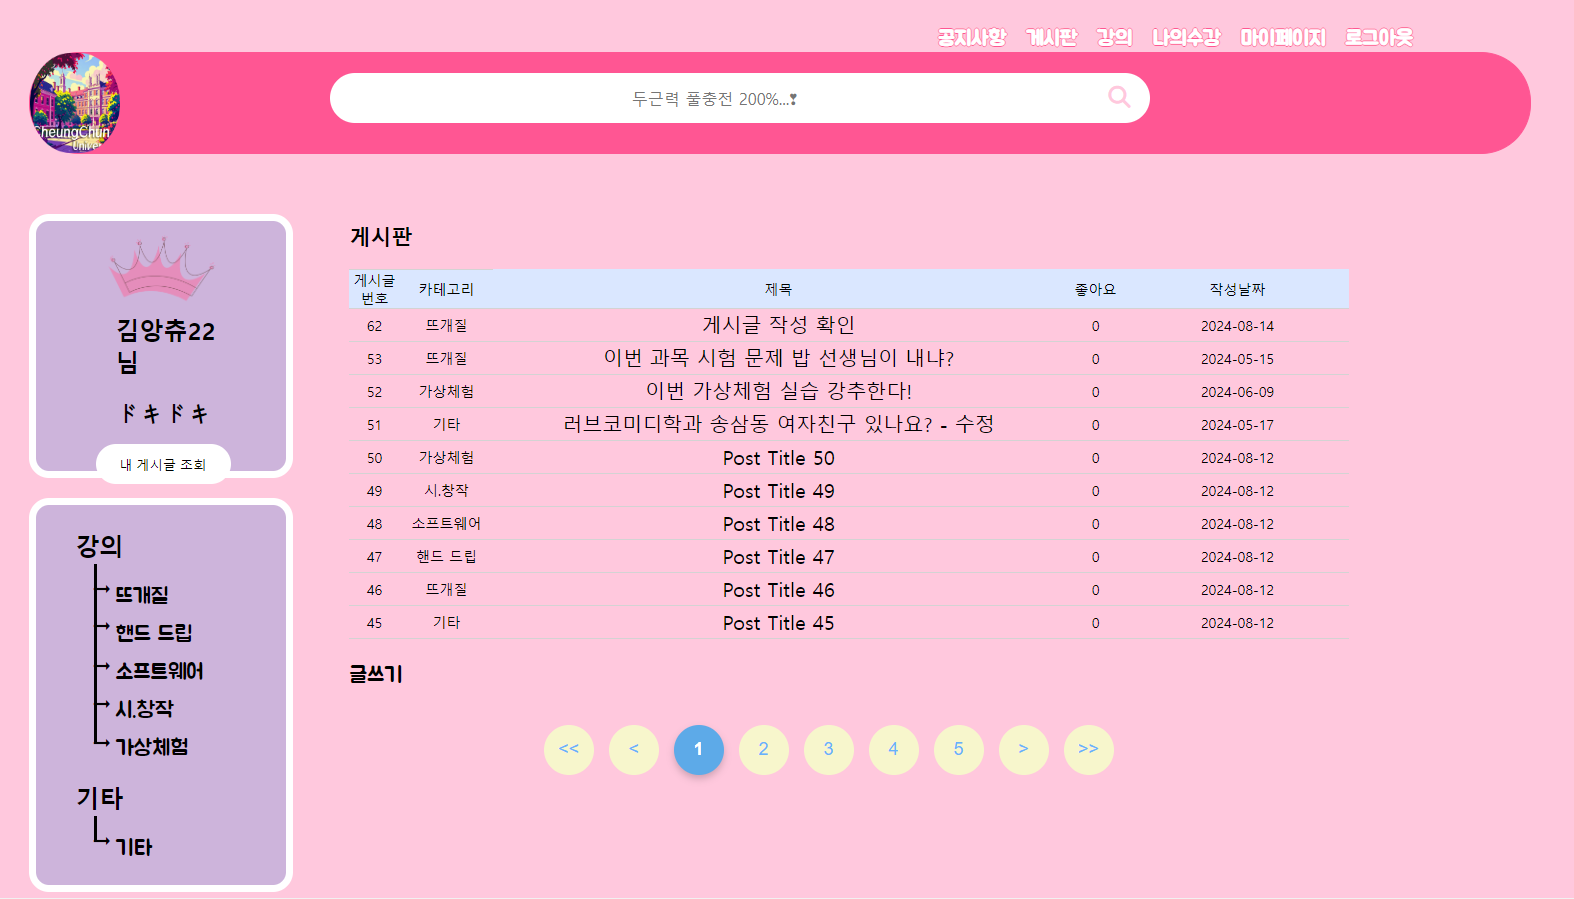 공지사항 게시판 강의 나의수강 마이페이지 로그아웃
CheungChun
Univer
두근력 풀충전 200%...❣
김앙츄22
님
ドキドキ
내 게시글 조회
강의
뜨개질
핸드 드립
소프트웨어
시.창작
가상체험
기타
기타
게시판
게시글 번호 카테고리 제목 좋아요 작성날짜
62 뜨개질 게시글 작성 확인 0 2024-08-14
53 뜨개질 이번 과목 시험 문제 밥 선생님이 내냐? 0 2024-05-15
52 가상체험 이번 가상체험 실습 강추한다! 0 2024-06-09
51 기타 러브코미디학과 송삼동 여자친구 있나요? - 수정 0 2024-05-17
50 가상체험 Post Title 50 0 2024-08-12
49 시.창작 Post Title 49 0 2024-08-12
48 소프트웨어 Post Title 48 0 2024-08-12
47 핸드 드립 Post Title 47 0 2024-08-12
46 뜨개질 Post Title 46 0 2024-08-12
45 기타 Post Title 45 0 2024-08-12
글쓰기
<< < 1 2 3 4 5 > >>